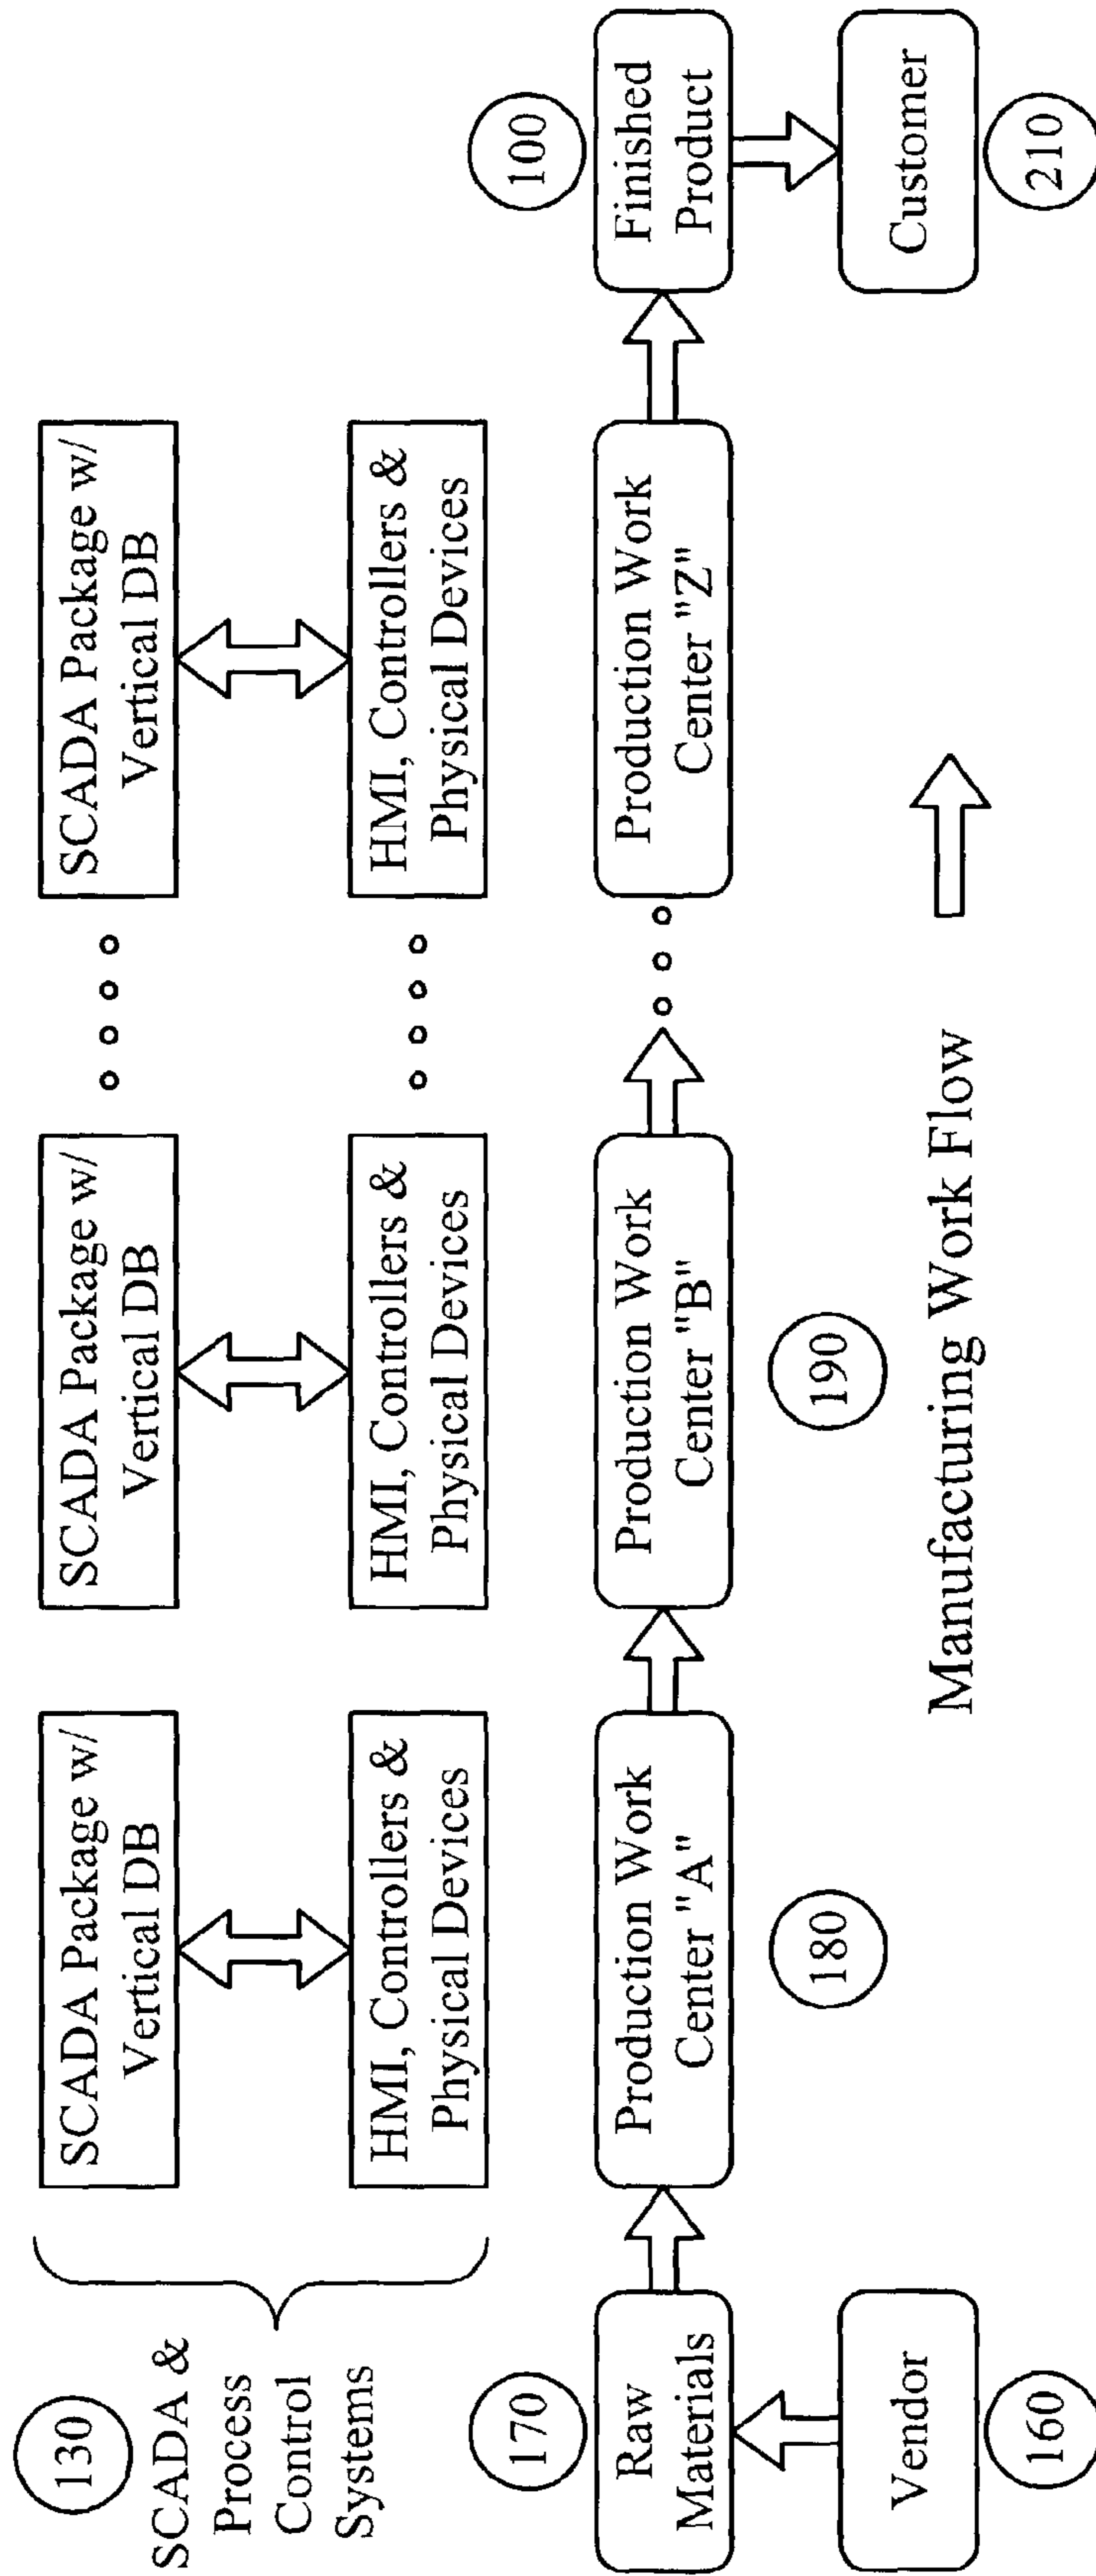 130
SCADA &
Process
Control
Systems
SCADA Package w/
Vertical DB
SCADA Package w/
Vertical DB
SCADA Package w/
Vertical DB
HMI, Controllers &
Physical Devices
HMI, Controllers &
Physical Devices
HMI, Controllers &
Physical Devices
170
100
Raw
Materials
Production Work
Center "A"
Production Work
Center "B"
Production Work
Center "Z"
Finished
Product
180
190
Vendor
Customer
160
210
Manufacturing Work Flow